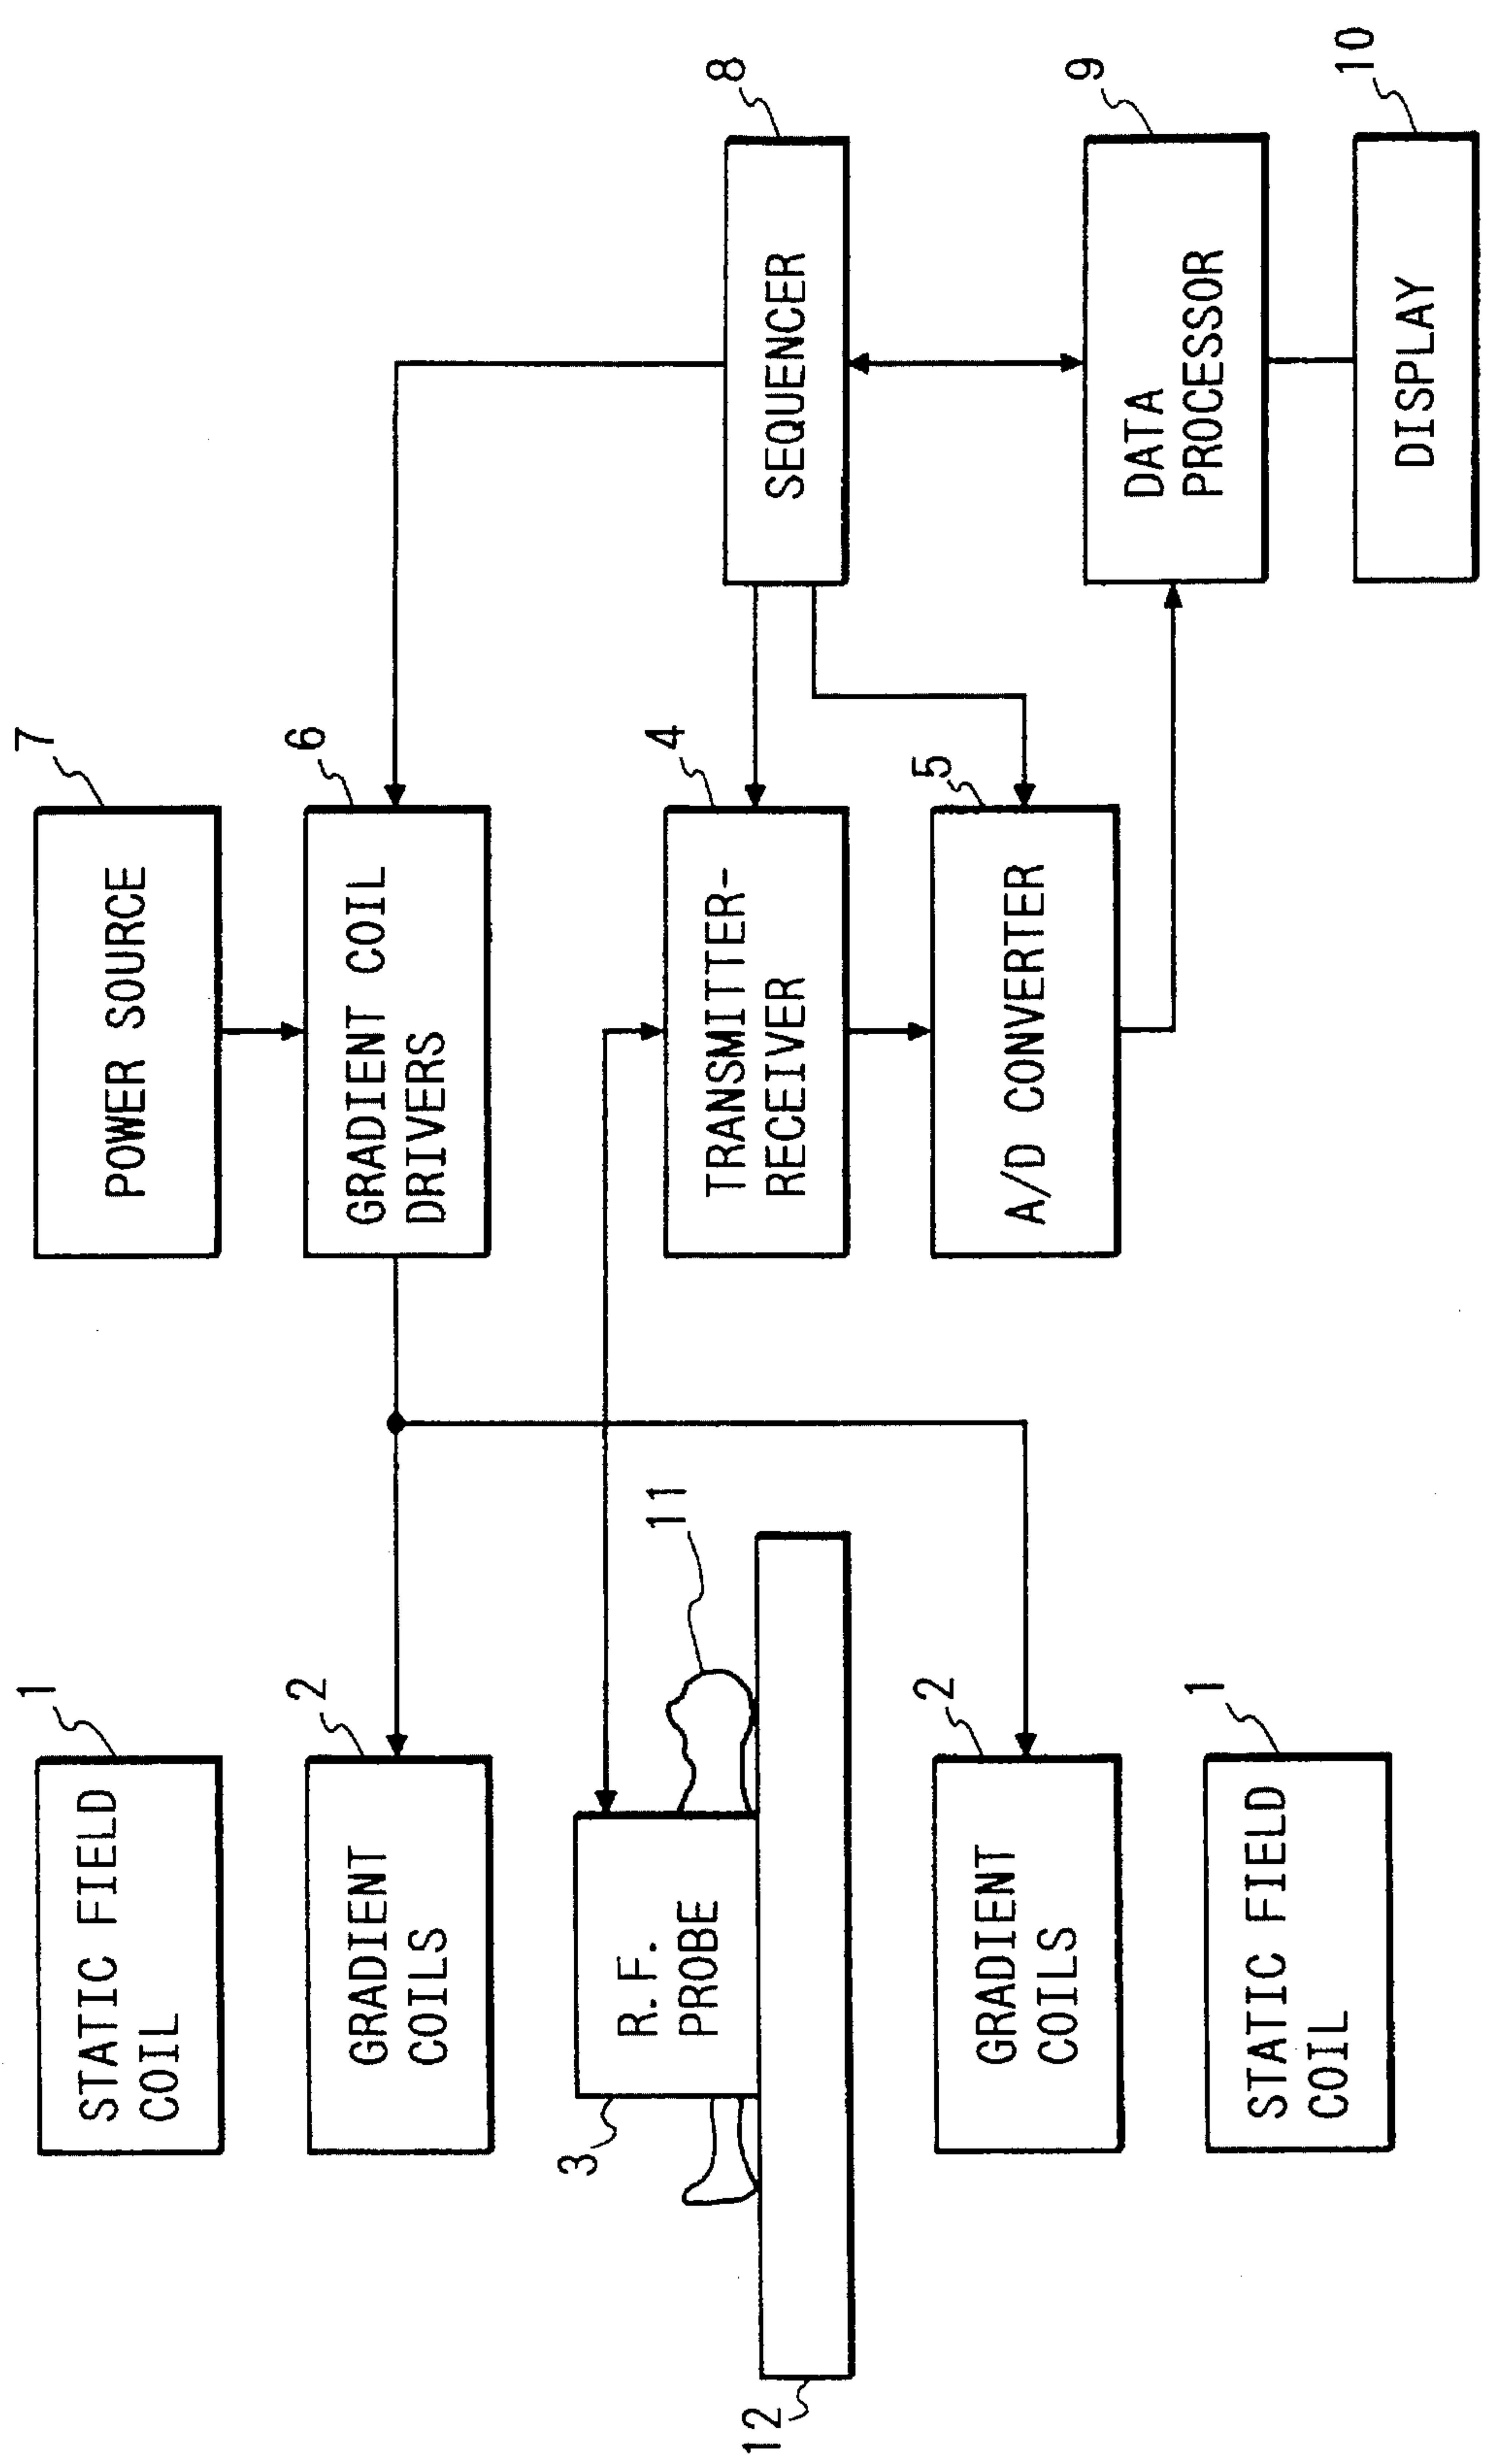 1
STATIC FIELD
COIL
2
GRADIENT
COILS
3
R.F.
PROBE
11
12
2
GRADIENT
COILS
1
STATIC FIELD
COIL
7
POWER SOURCE
6
GRADIENT COIL
DRIVERS
4
TRANSMITTER-
RECEIVER
5
A/D CONVERTER
8
SEQUENCER
9
DATA
PROCESSOR
10
DISPLAY